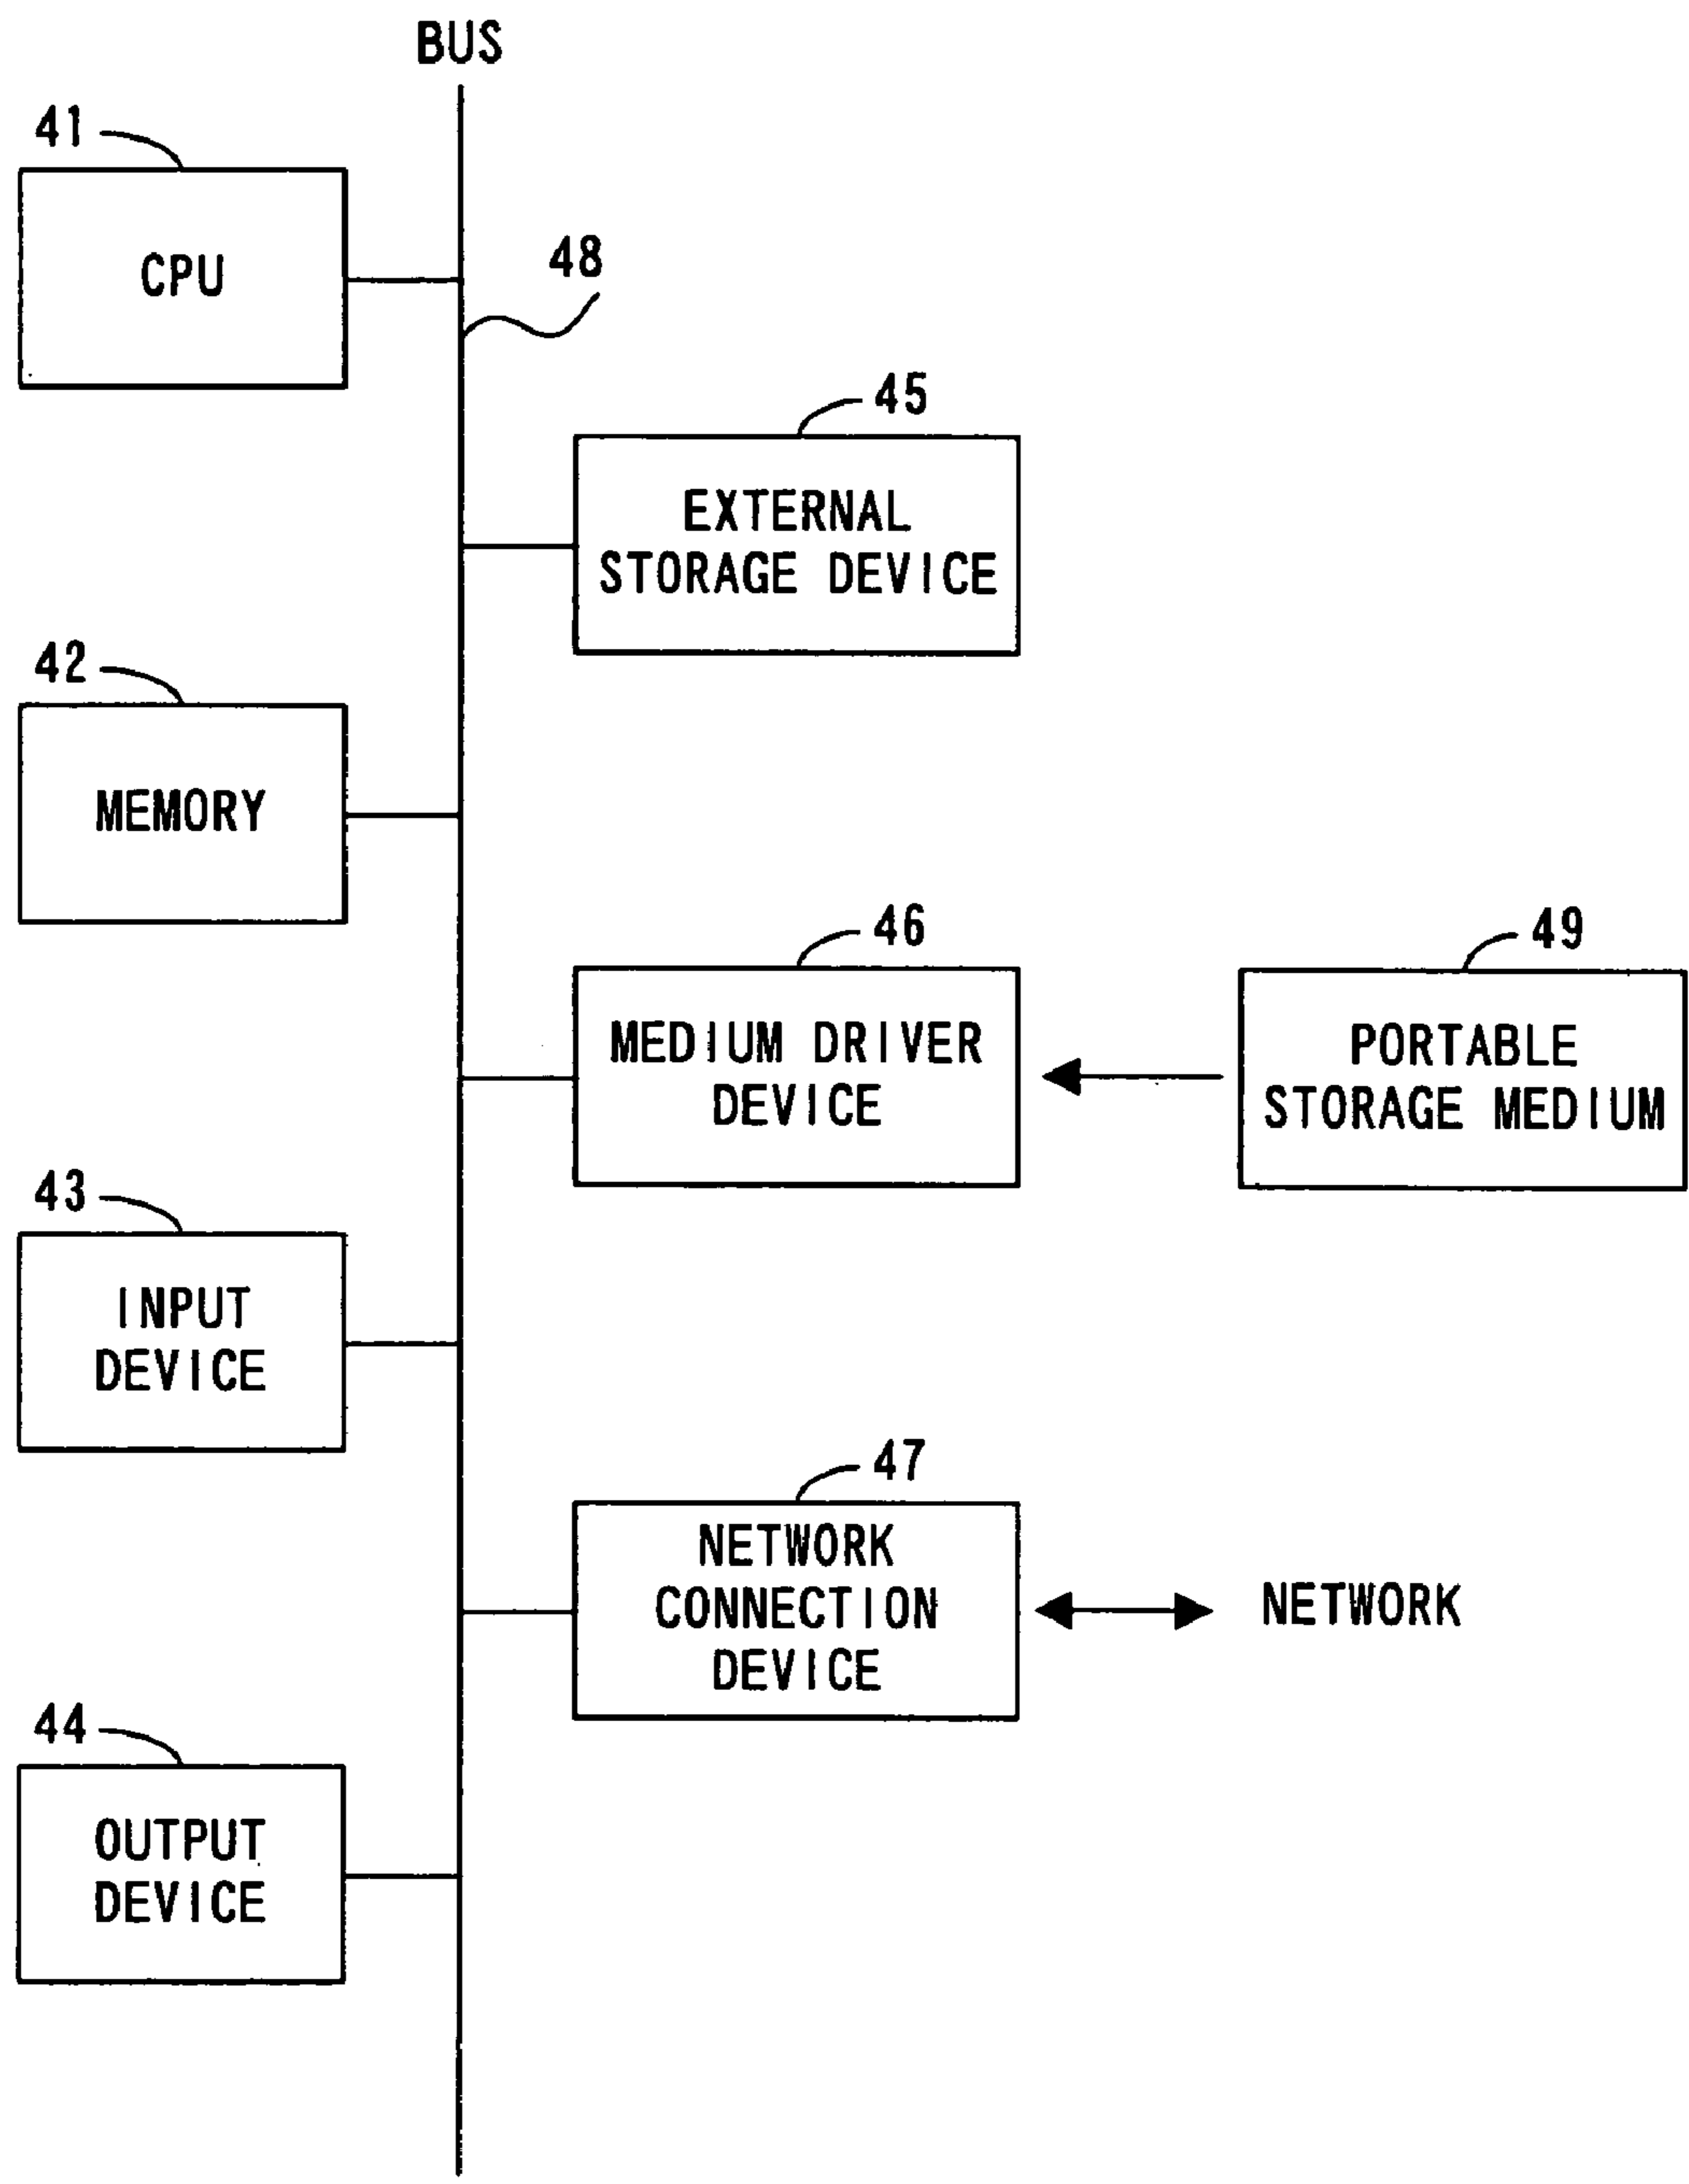 BUS
41
CPU
48
45
EXTERNAL
STORAGE DEVICE
42
MEMORY
46
MEDIUM DRIVER
DEVICE
49
PORTABLE
STORAGE MEDIUM
43
INPUT
DEVICE
47
NETWORK
CONNECTION
DEVICE
NETWORK
44
OUTPUT
DEVICE